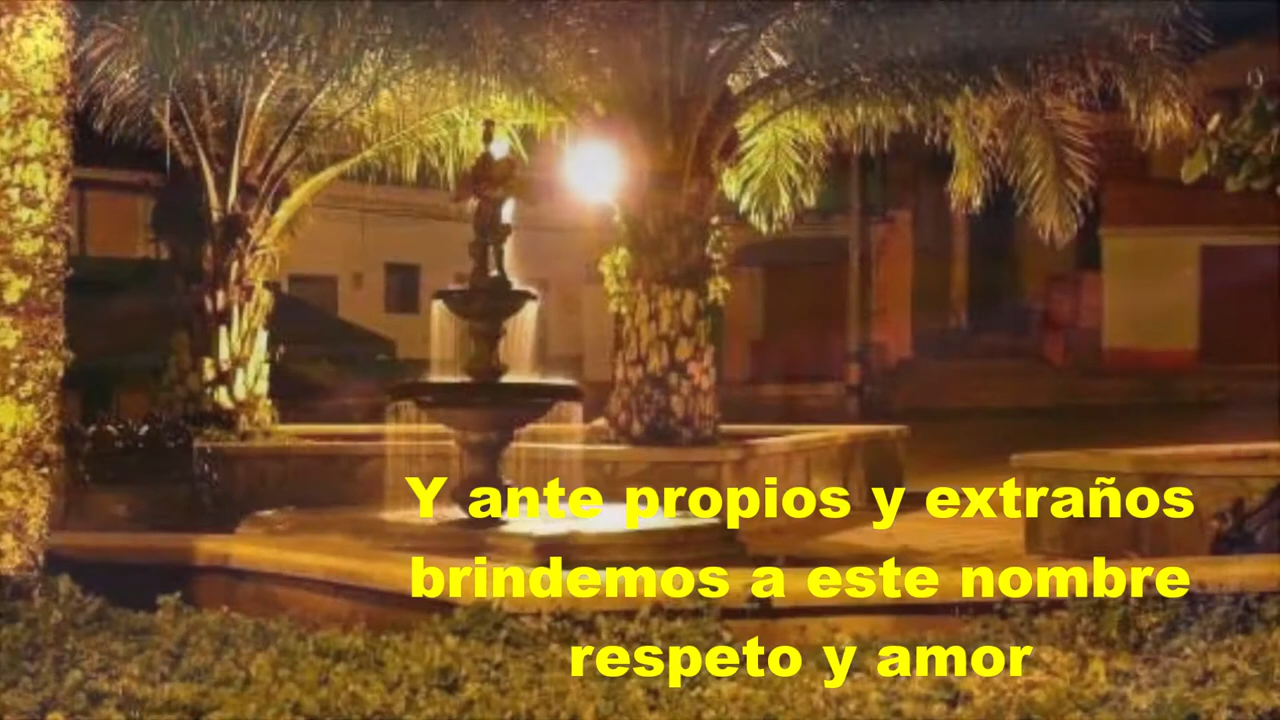 Y ante propios y extraños
brindemos a este nombre
respeto y amor